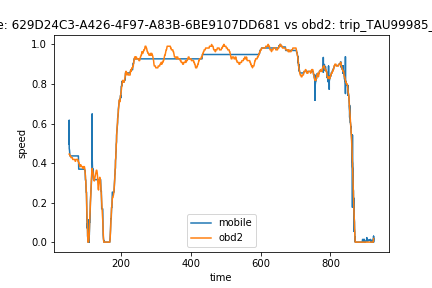 e: 629D24C3-A426-4F97-A83B-6BE9107DD681 vs obd2: trip_TAU99985_
1.0
0.8
speed
0.6
0.4
0.2
0.0
mobile
obd2
200 400 600 800
time